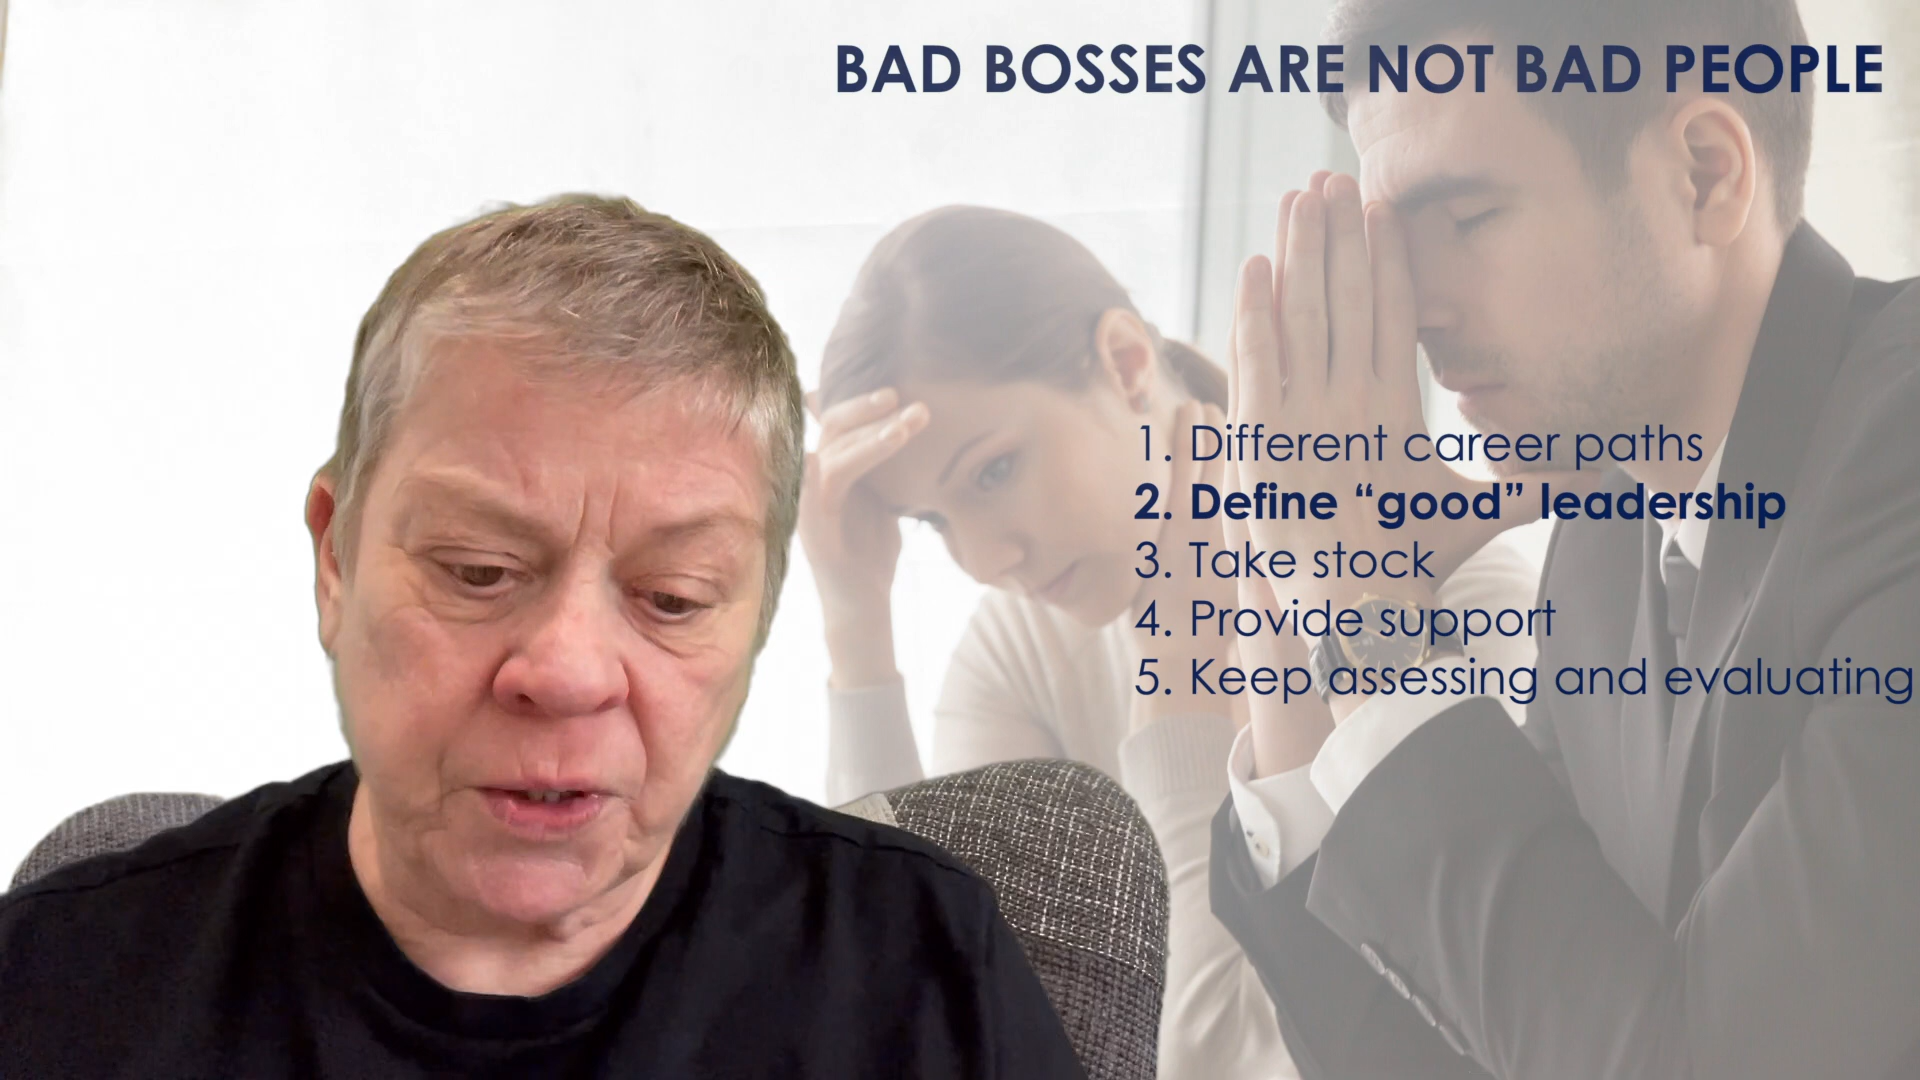 BAD BOSSES ARE NOT BAD PEOPLE
1. Different career paths
2. Define “good” leadership
3. Take stock
4. Provide support
5. Keep assessing and evaluating